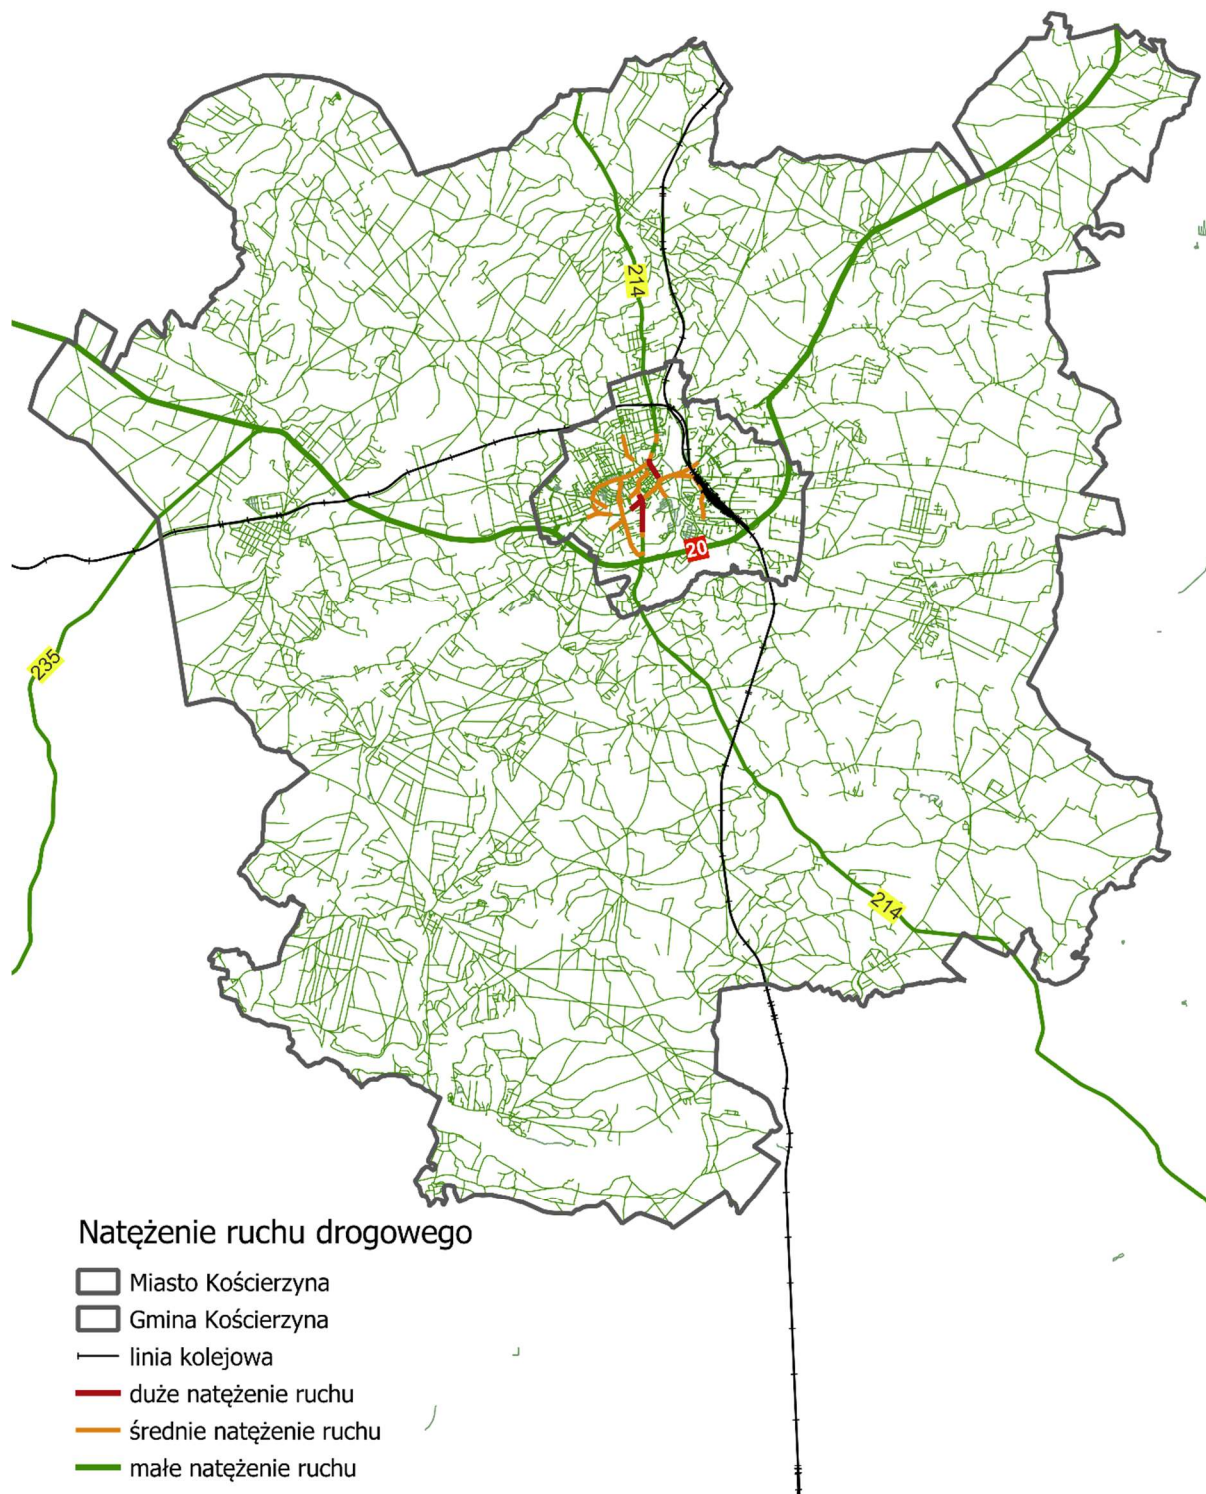 214
20
235
214
Natężenie ruchu drogowego
Miasto Kościerzyna
Gmina Kościerzyna
linia kolejowa
duże natężenie ruchu
średnie natężenie ruchu
małe natężenie ruchu